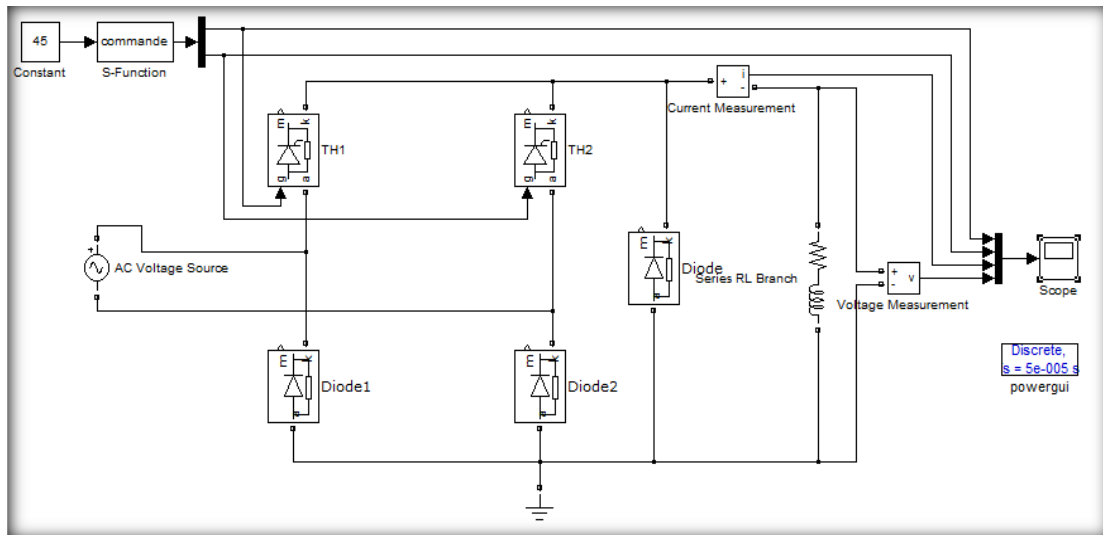 45
Constant
commande
S-Function
+
i
-
Current Measurement
m
k
g
a
TH1
m
k
g
a
TH2
+
AC Voltage Source
m
k
Diode
Series RL Branch
+
-
v
Voltage Measurement
Scope
m
k
Diode1
m
k
Diode2
Discrete,
s = 5e-005 s
powergui